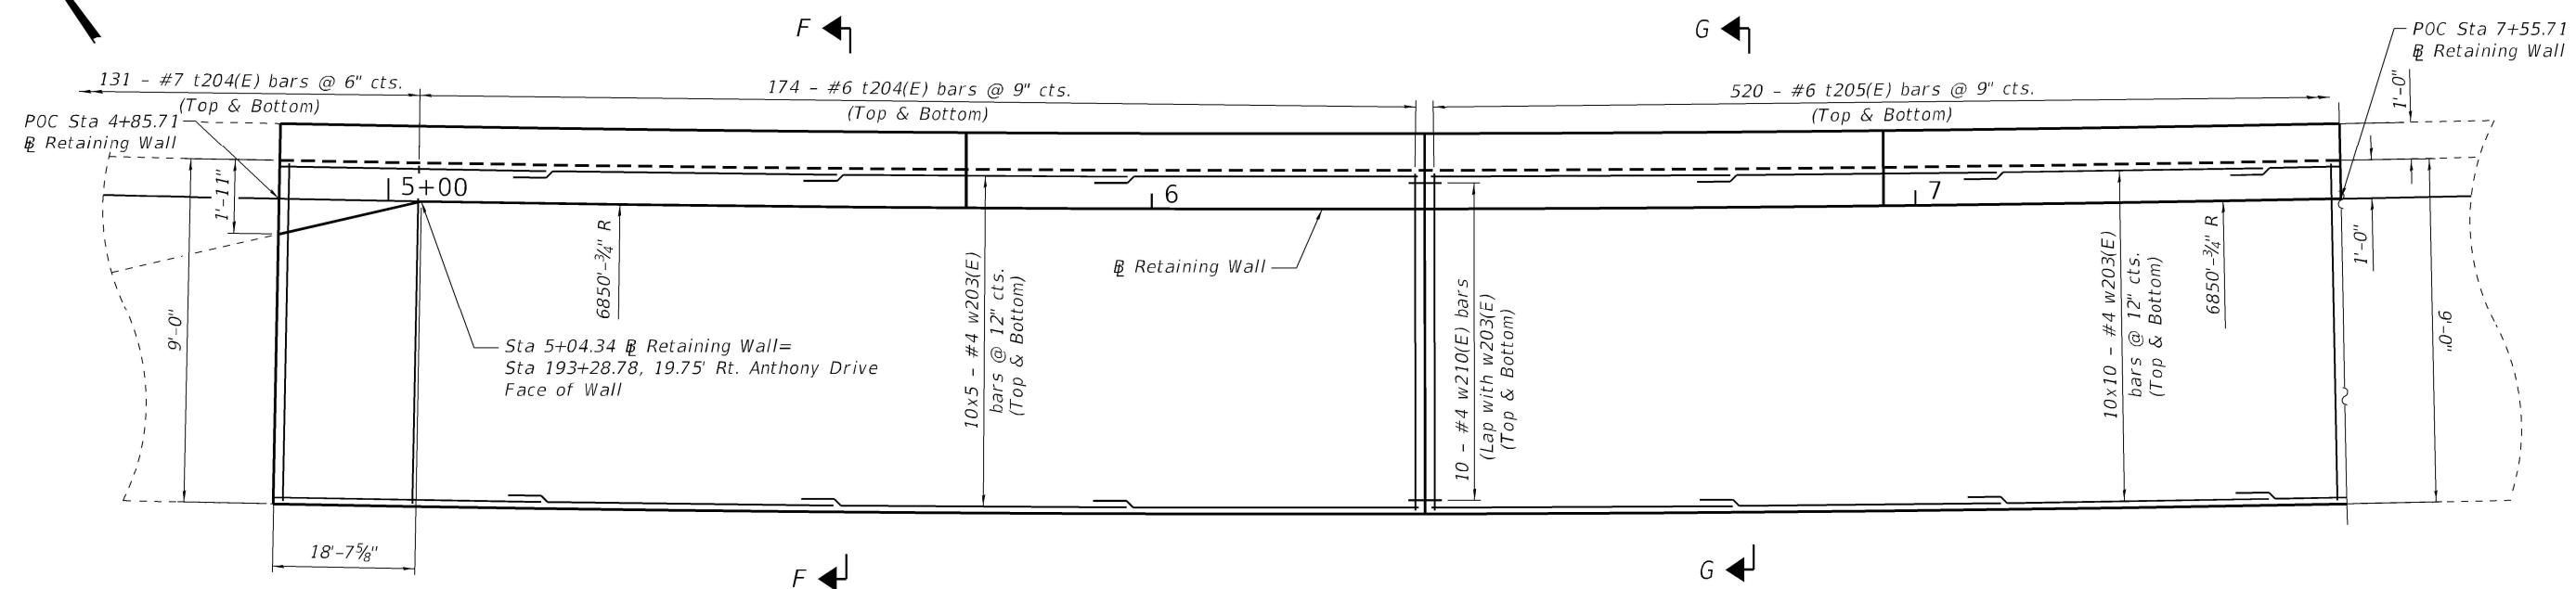 F
G
POC Sta 7+55.71
℄ Retaining Wall
131 - #7 t204(E) bars @ 6" cts.
(Top & Bottom)
174 - #6 t204(E) bars @ 9" cts.
(Top & Bottom)
520 - #6 t205(E) bars @ 9" cts.
(Top & Bottom)
1'-0"
POC Sta 4+85.71
℄ Retaining Wall
1'-11"
5+00
6
7
6850'-¾" R
℄ Retaining Wall
10x5 - #4 w203(E)
bars @ 12" cts.
(Top & Bottom)
10 - #4 w210(E) bars
(Lap with w203(E)
(Top & Bottom)
10x10 - #4 w203(E)
bars @ 12" cts.
(Top & Bottom)
6850'-¾" R
1'-0"
9'-0"
9'-0"
Sta 5+04.34 ℄ Retaining Wall=
Sta 193+28.78, 19.75' Rt. Anthony Drive
Face of Wall
18'-7⅝"
F
G